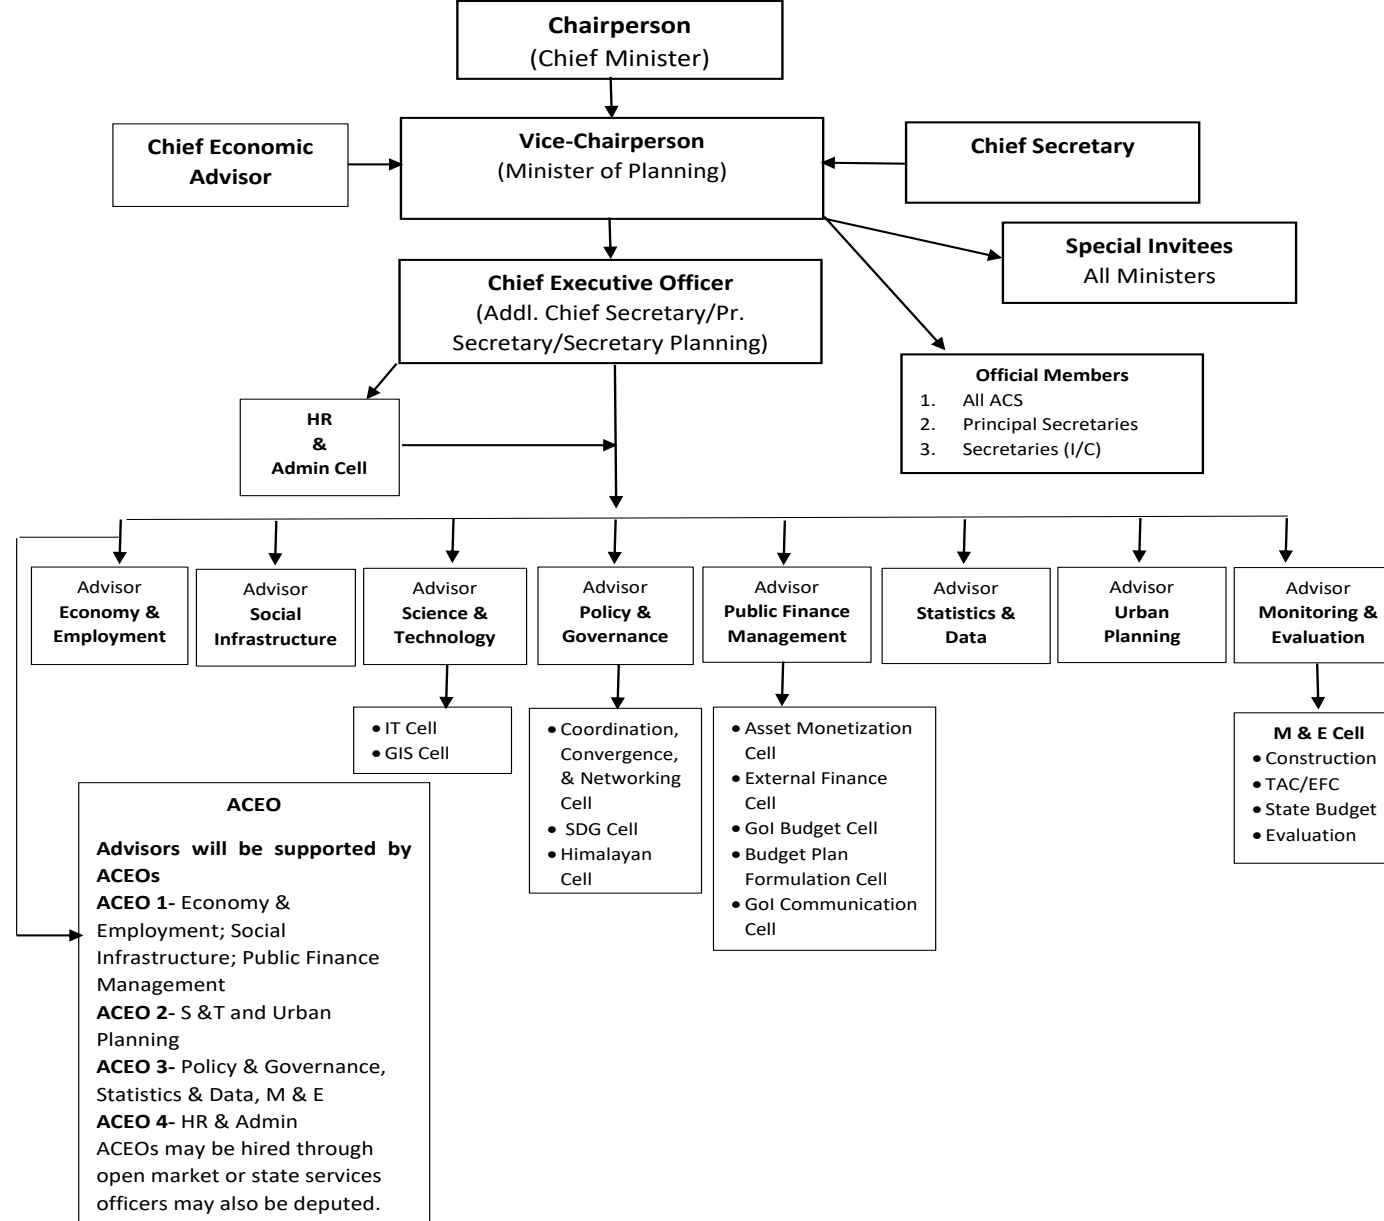 Chairperson
(Chief Minister)
Chief Economic
Advisor
Vice-Chairperson
(Minister of Planning)
Chief Secretary
Special Invitees
All Ministers
Chief Executive Officer
(Addl. Chief Secretary/Pr.
Secretary/Secretary Planning)
Official Members
1. All ACS
2. Principal Secretaries
3. Secretaries (I/C)
HR
&
Admin Cell
Advisor
Economy &
Employment
Advisor
Social
Infrastructure
Advisor
Science &
Technology
Advisor
Policy &
Governance
Advisor
Public Finance
Management
Advisor
Statistics &
Data
Advisor
Urban
Planning
Advisor
Monitoring &
Evaluation
• IT Cell
• GIS Cell
• Coordination,
Convergence,
& Networking
Cell
• SDG Cell
• Himalayan
Cell
• Asset Monetization
Cell
• External Finance
Cell
• GoI Budget Cell
• Budget Plan
Formulation Cell
• GoI Communication
Cell
M & E Cell
• Construction
• TAC/EFC
• State Budget
• Evaluation
ACEO
Advisors will be supported by
ACEOs
ACEO 1- Economy &
Employment; Social
Infrastructure; Public Finance
Management
ACEO 2- S &T and Urban
Planning
ACEO 3- Policy & Governance,
Statistics & Data, M & E
ACEO 4- HR & Admin
ACEOs may be hired through
open market or state services
officers may also be deputed.